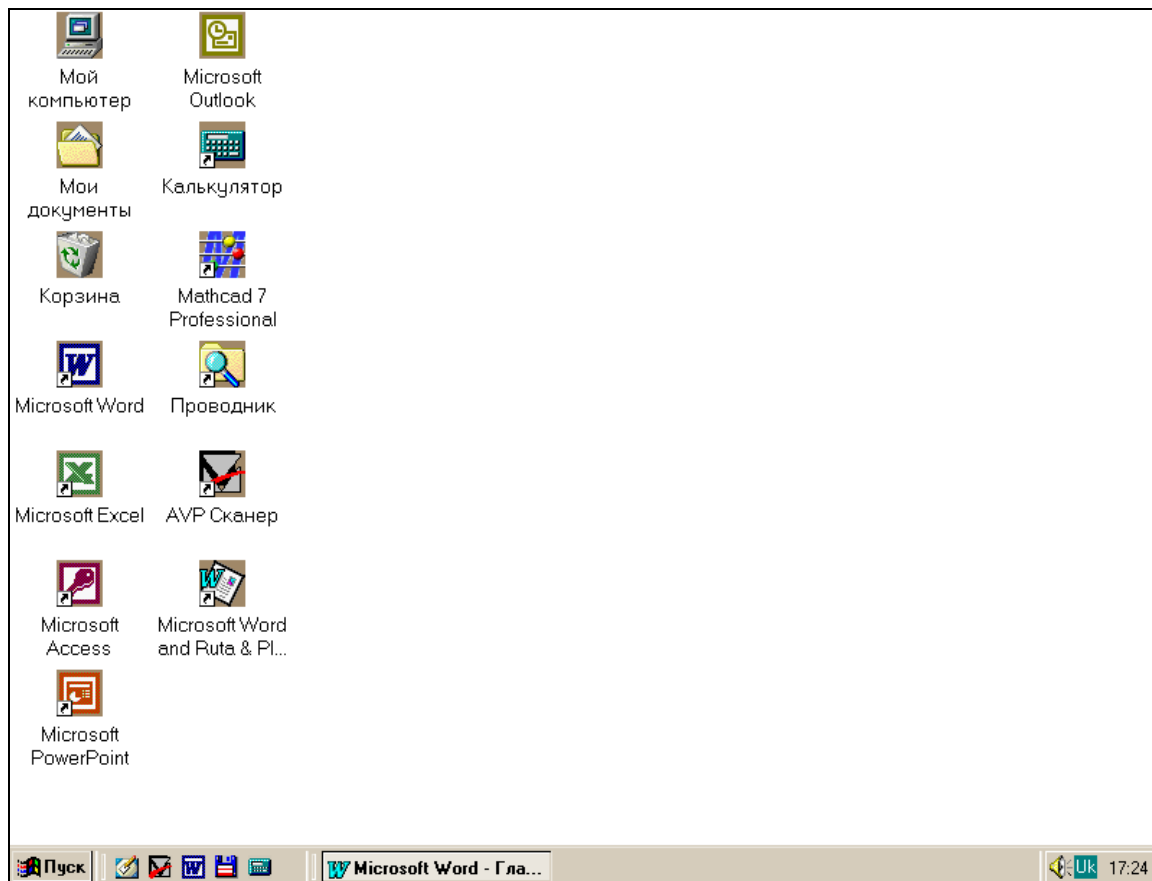 Мой
компьютер
Microsoft
Outlook
Мои
документы
Калькулятор
Корзина
Mathcad 7
Professional
Microsoft Word
Проводник
Microsoft Excel
AVP Сканер
Microsoft
Access
Microsoft Word
and Ruta & Pl...
Microsoft
PowerPoint
Пуск
Microsoft Word - Гла...
Uk
17:24